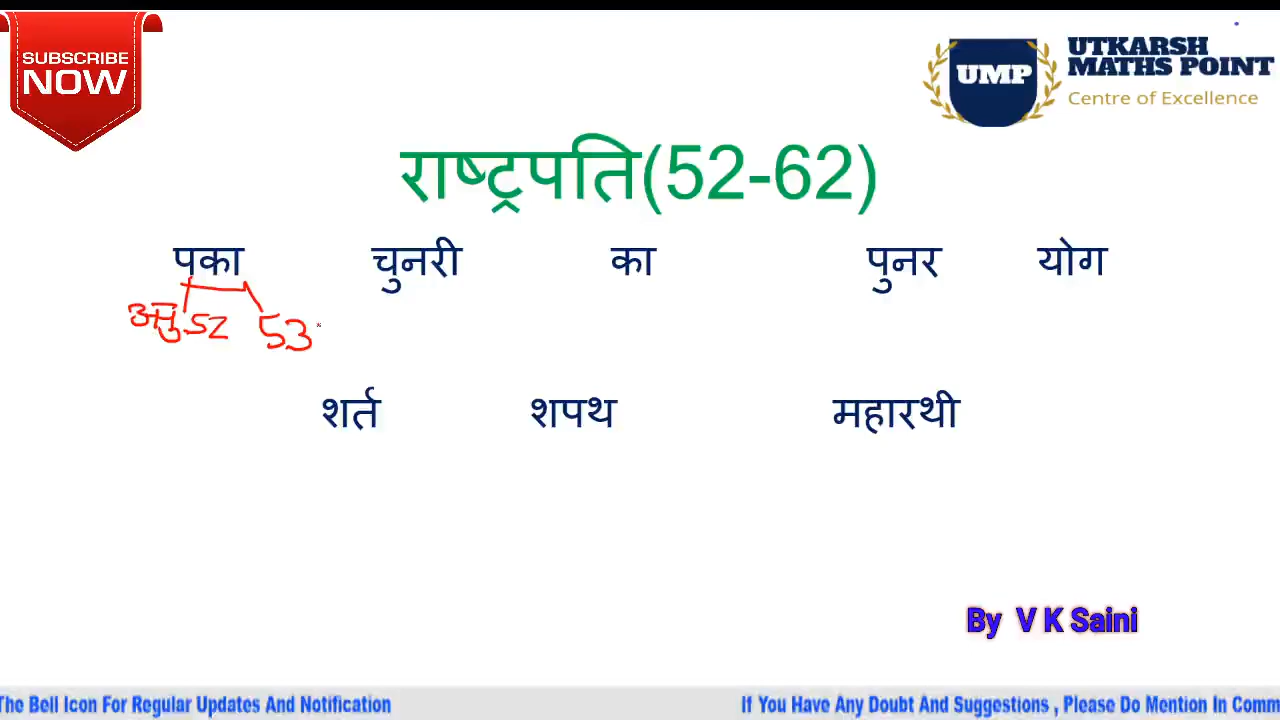 SUBSCRIBE
NOW
UMP
UTKARSH
MATHS POINT
Centre of Excellence
राष्ट्रपति(52-62)
पका चुनरी का पुनर योग
अनु 52 53
शर्त शपथ महारथी
By V K Saini
The Bell Icon For Regular Updates And Notification If You Have Any Doubt And Suggestions , Please Do Mention In Comm